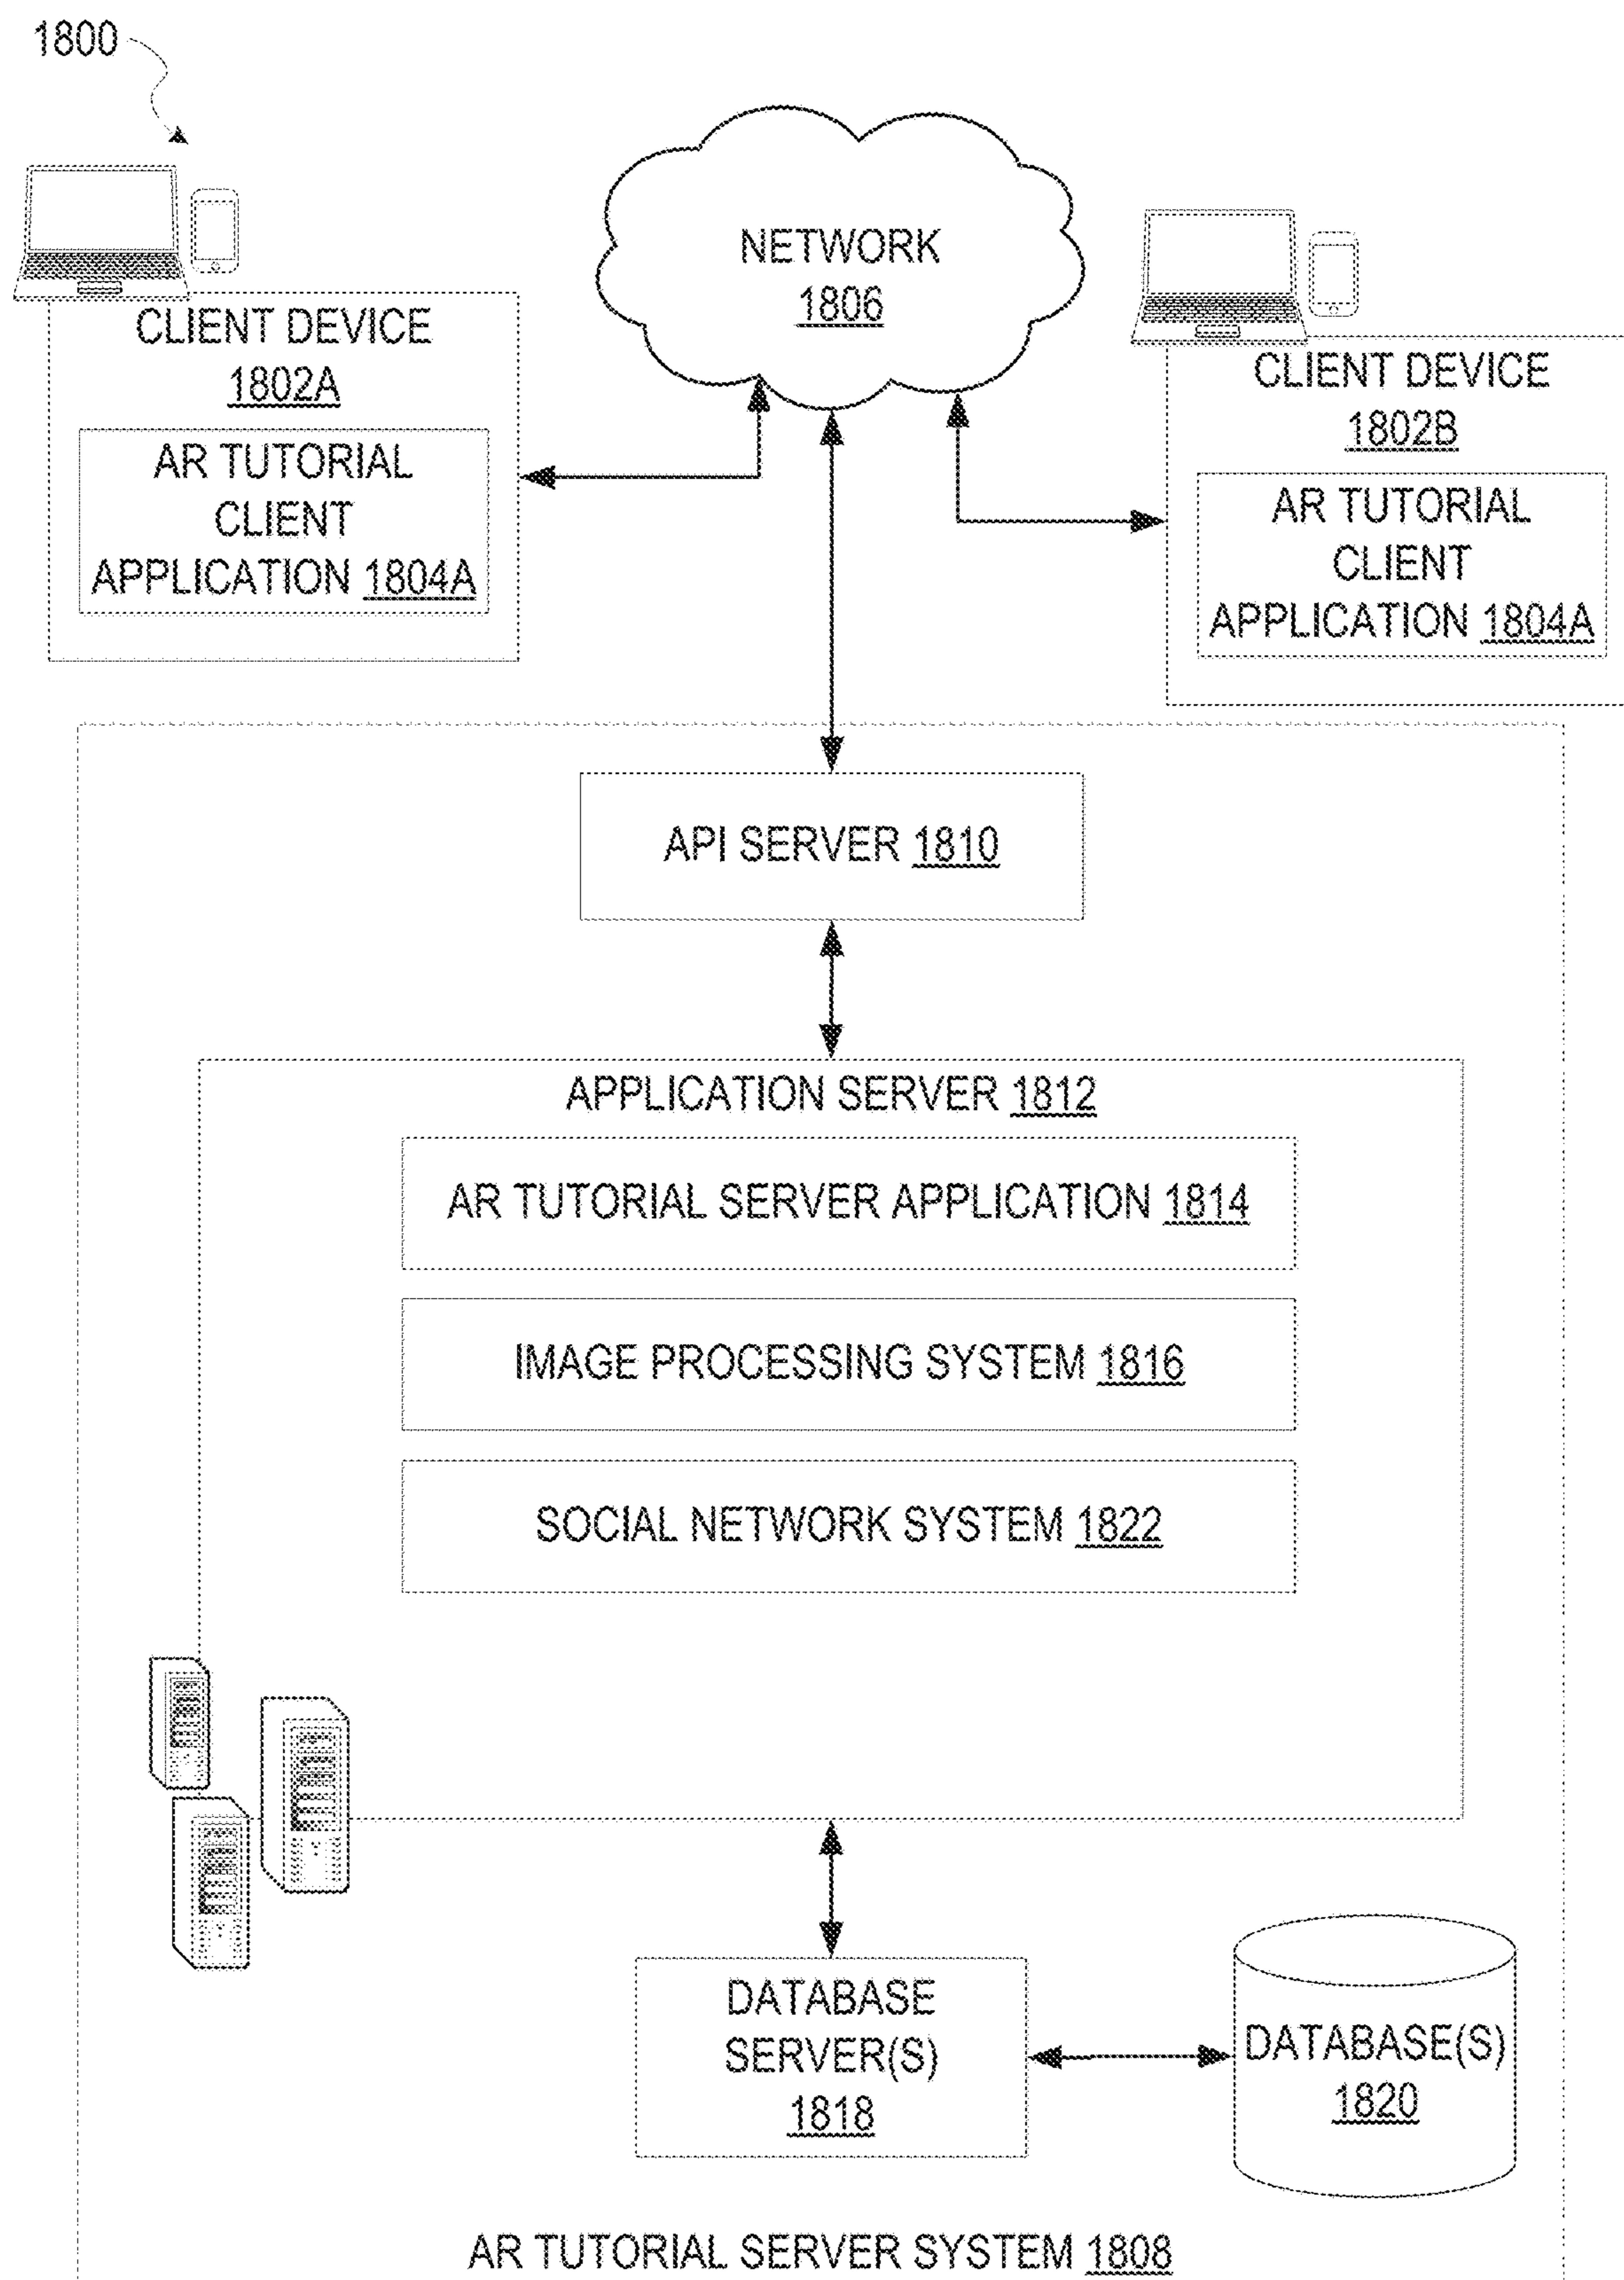 1800
NETWORK
1806
CLIENT DEVICE
1802A
AR TUTORIAL
CLIENT
APPLICATION 1804A
CLIENT DEVICE
1802B
AR TUTORIAL
CLIENT
APPLICATION 1804A
API SERVER 1810
APPLICATION SERVER 1812
AR TUTORIAL SERVER APPLICATION 1814
IMAGE PROCESSING SYSTEM 1816
SOCIAL NETWORK SYSTEM 1822
DATABASE
SERVER(S)
1818
DATABASE(S)
1820
AR TUTORIAL SERVER SYSTEM 1808